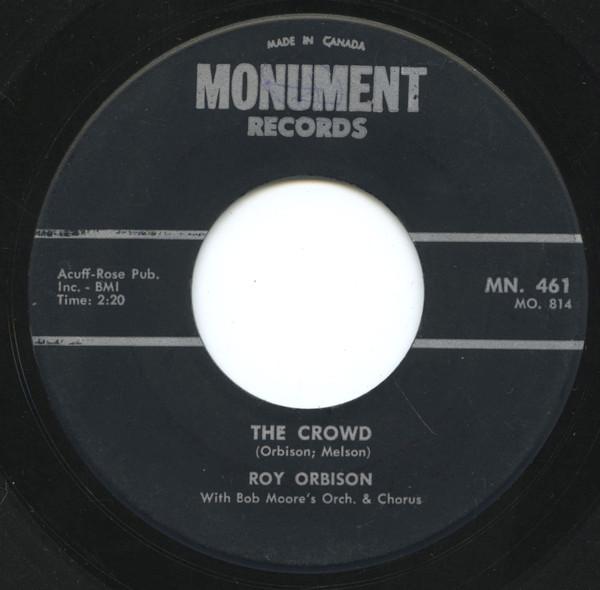 MADE IN CANADA
MONUMENT
RECORDS
Acuff-Rose Pub.
Inc. - BMI
Time: 2:20
MN. 461
MO. 814
THE CROWD
(Orbison; Melson)
ROY ORBISON
With Bob Moore's Orch. & Chorus